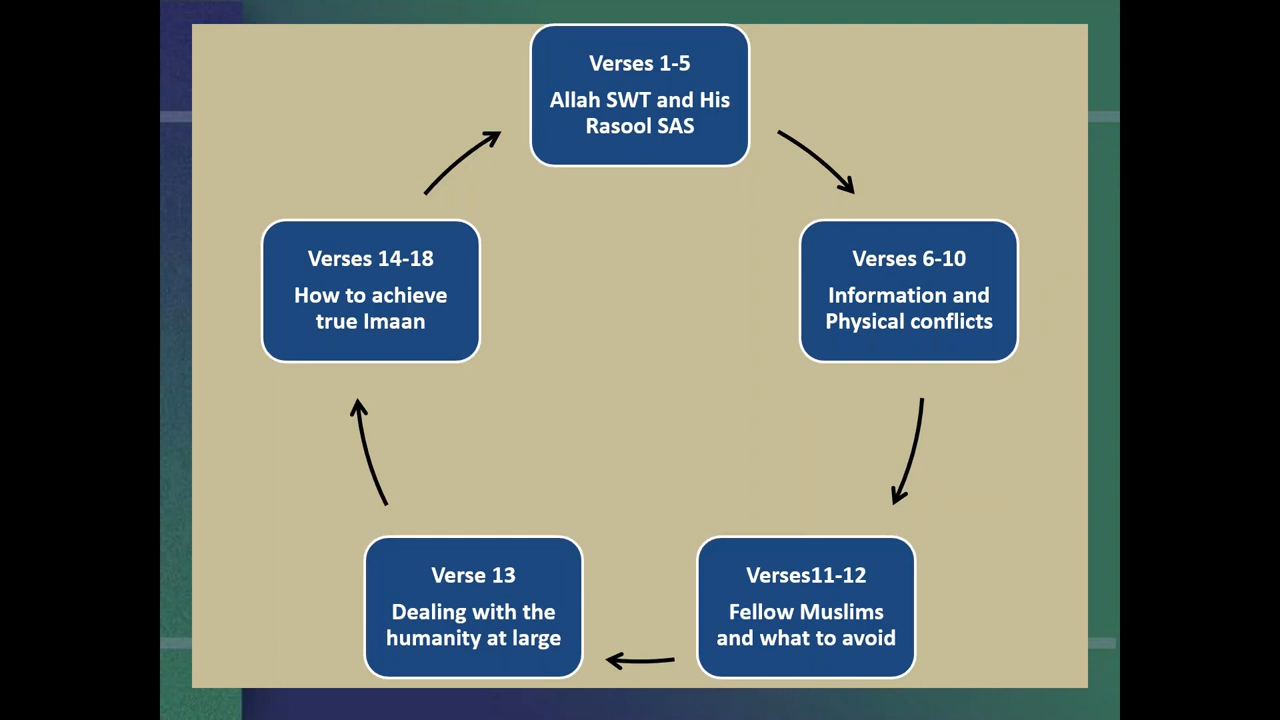 Verses 1-5
Allah SWT and His
Rasool SAS
Verses 6-10
Information and
Physical conflicts
Verses11-12
Fellow Muslims
and what to avoid
Verse 13
Dealing with the
humanity at large
Verses 14-18
How to achieve
true Imaan